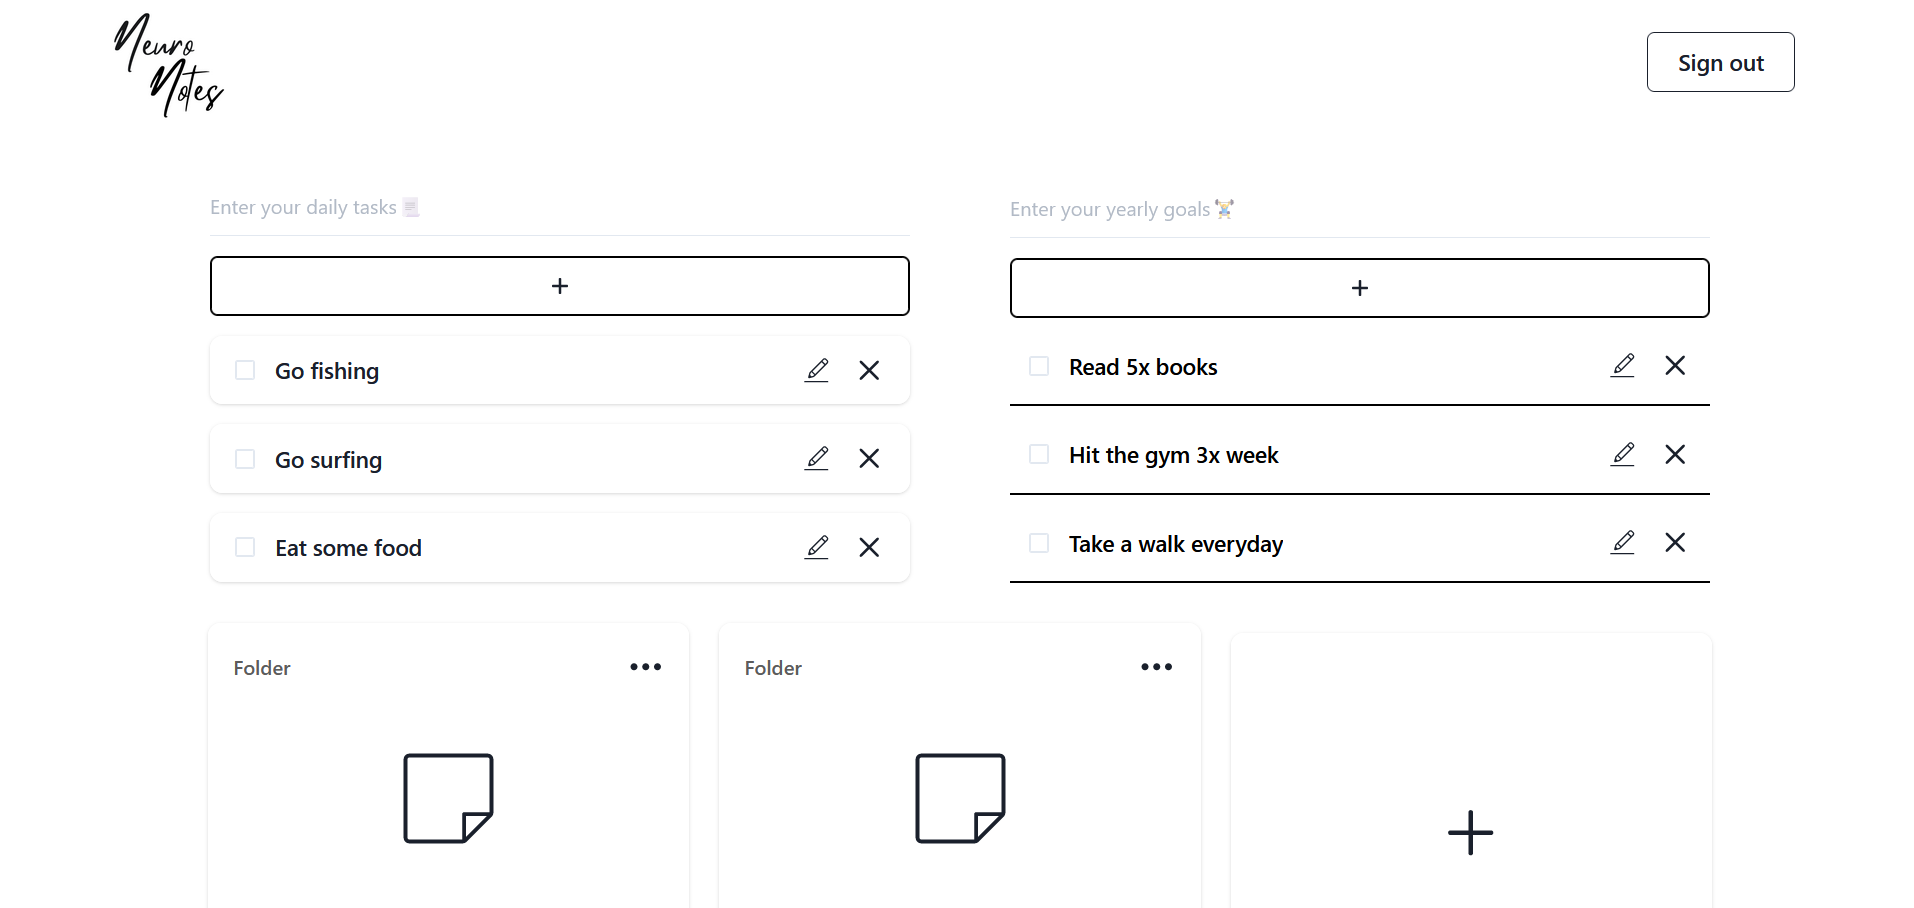 Neuro
Notes
Sign out
Enter your daily tasks 📃
+
Go fishing
Go surfing
Eat some food
Enter your yearly goals 🏋️
+
Read 5x books
Hit the gym 3x week
Take a walk everyday
Folder
Folder